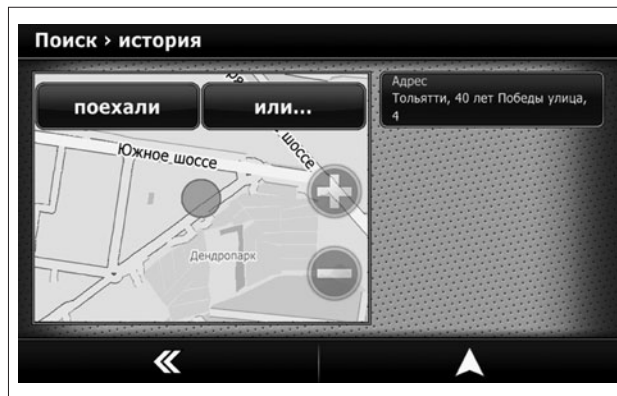 Поиск › история
поехали
или...
Адрес
Тольятти, 40 лет Победы улица,
4
Южное шоссе
шоссе
Дендропарк